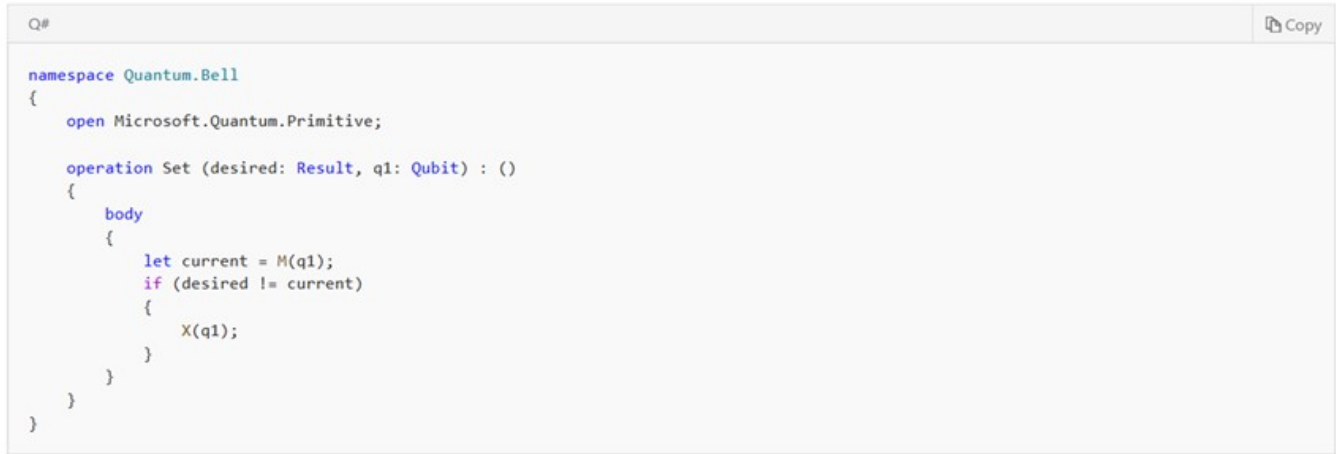 Q#
Copy
namespace Quantum.Bell
{
    open Microsoft.Quantum.Primitive;

    operation Set (desired: Result, q1: Qubit) : ()
    {
        body
        {
            let current = M(q1);
            if (desired != current)
            {
                X(q1);
            }
        }
    }
}